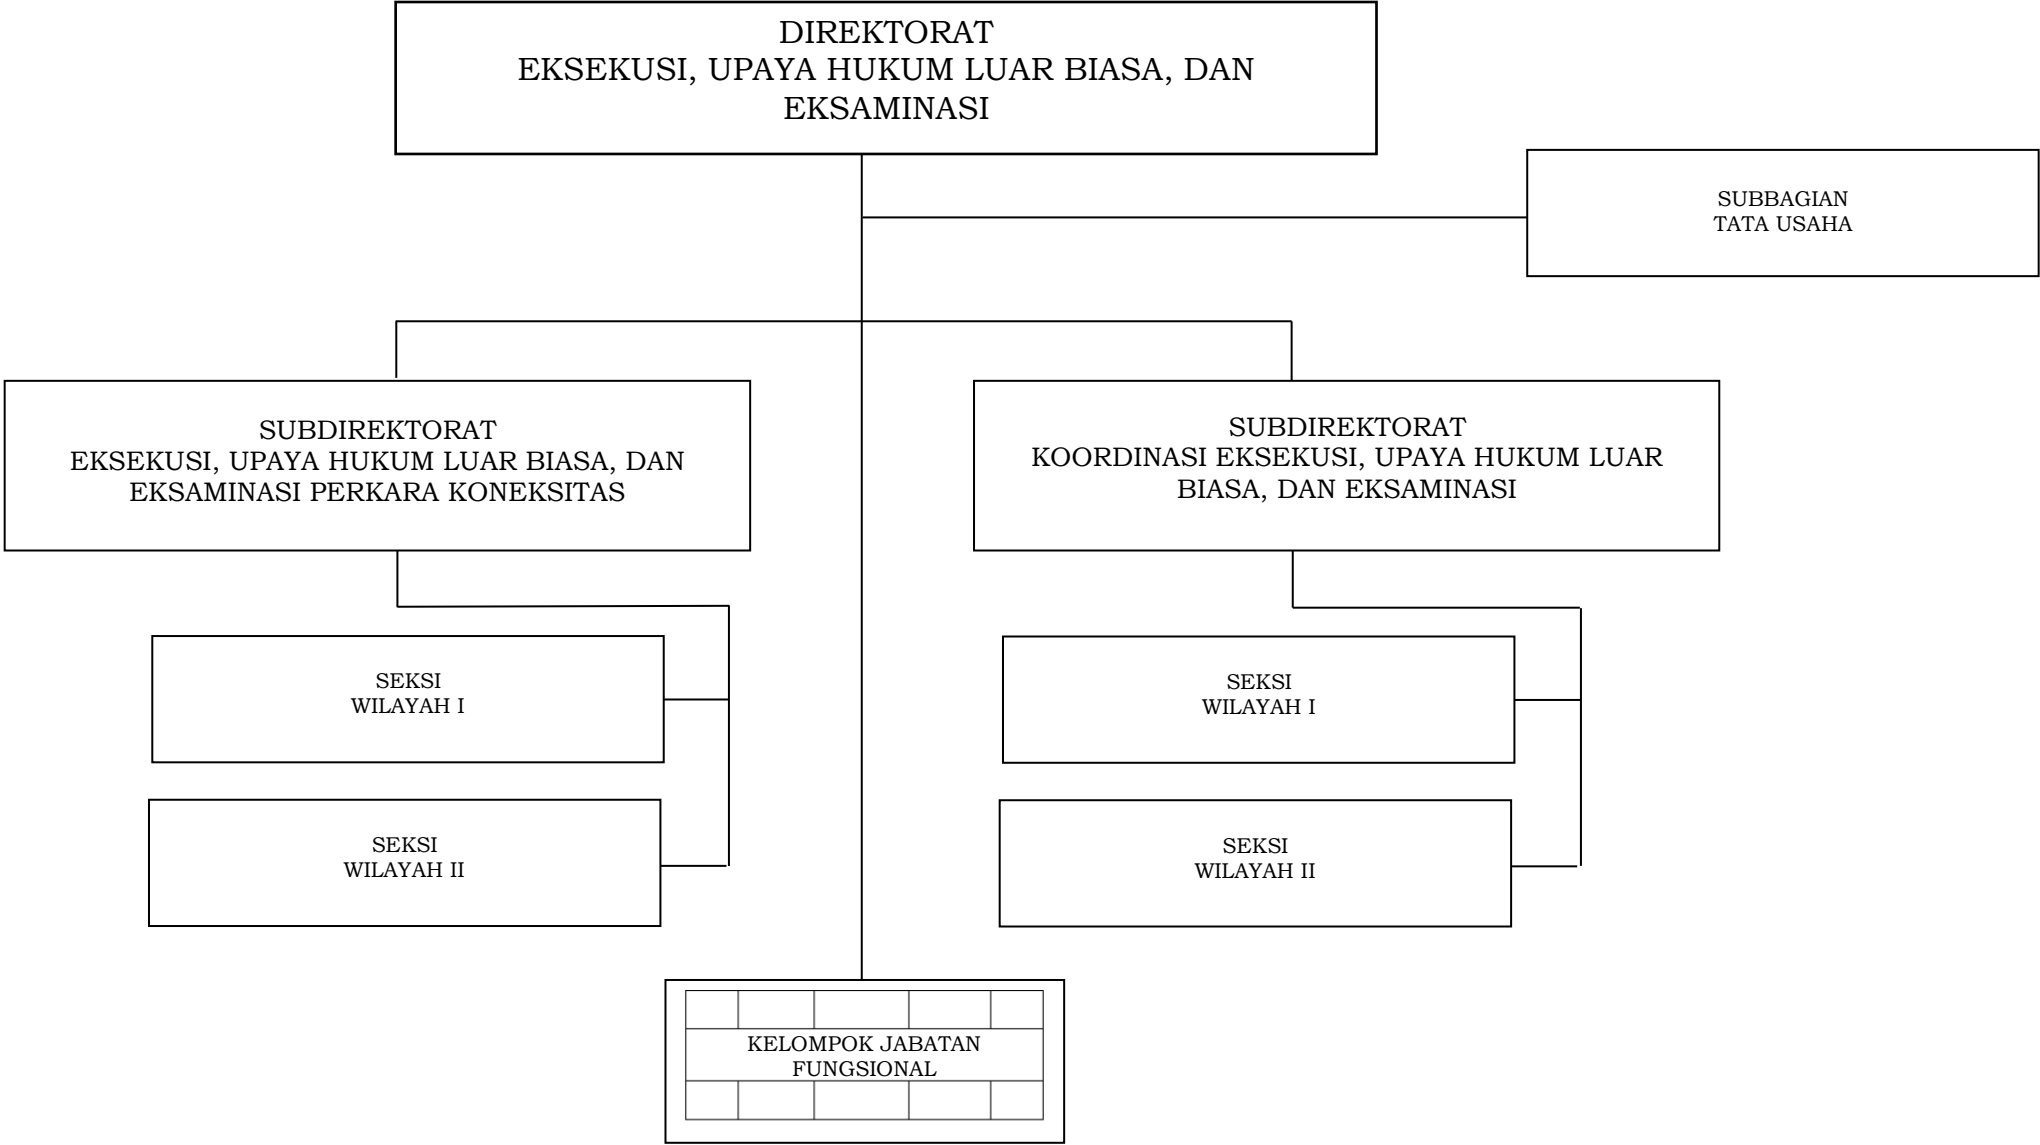 DIREKTORAT
EKSEKUSI, UPAYA HUKUM LUAR BIASA, DAN
EKSAMINASI
SUBBAGIAN
TATA USAHA
SUBDIREKTORAT
EKSEKUSI, UPAYA HUKUM LUAR BIASA, DAN
EKSAMINASI PERKARA KONEKSITAS
SUBDIREKTORAT
KOORDINASI EKSEKUSI, UPAYA HUKUM LUAR
BIASA, DAN EKSAMINASI
SEKSI
WILAYAH I
SEKSI
WILAYAH I
SEKSI
WILAYAH II
SEKSI
WILAYAH II
KELOMPOK JABATAN
FUNGSIONAL